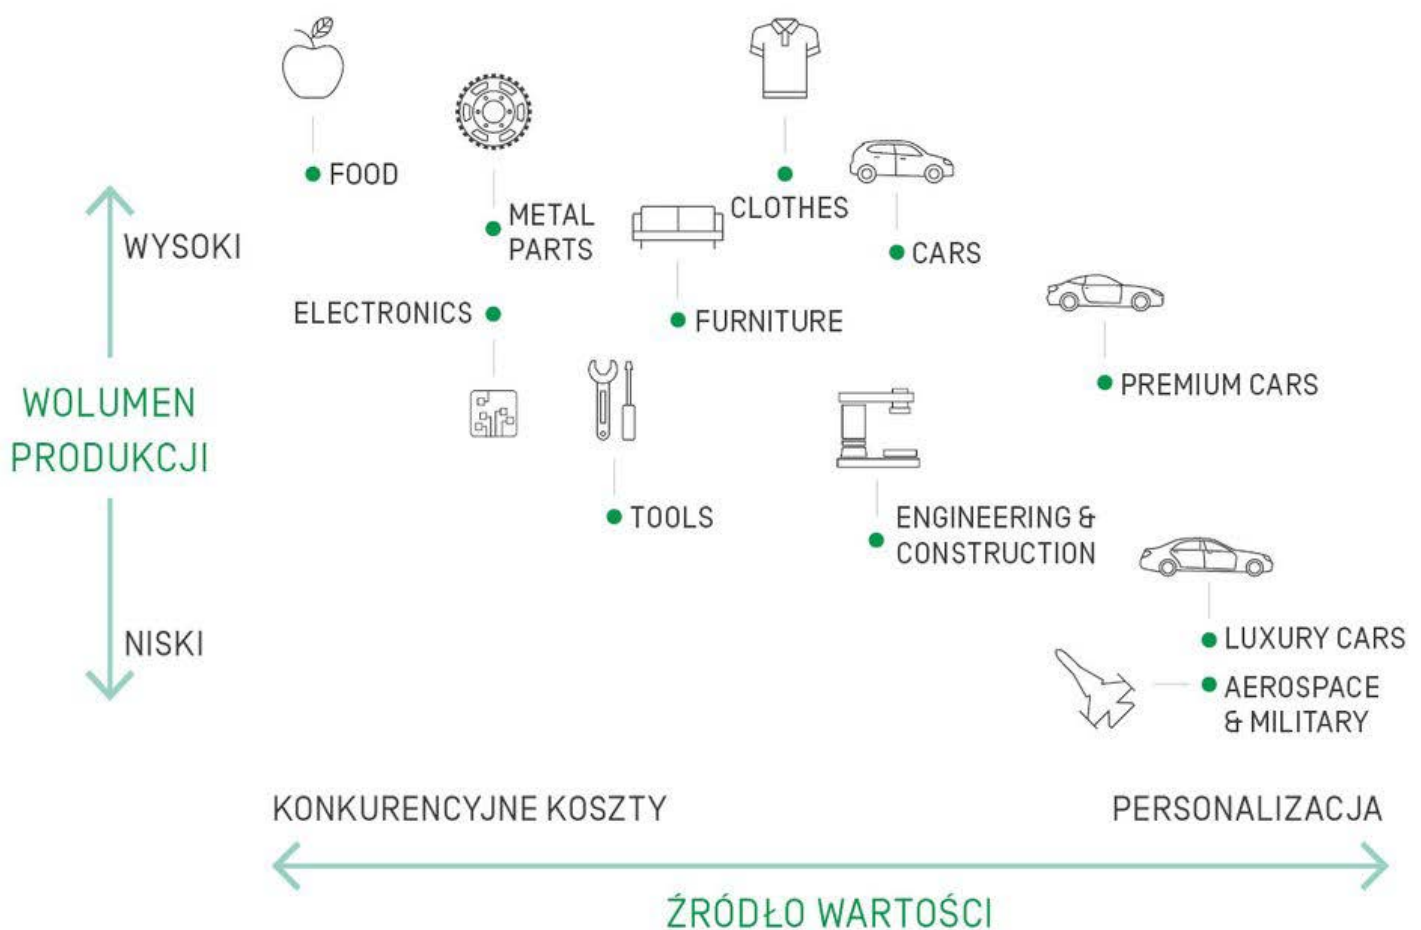 FOOD
CLOTHES
METAL
PARTS
WYSOKI
CARS
ELECTRONICS
FURNITURE
PREMIUM CARS
WOLUMEN
PRODUKCJI
TOOLS
ENGINEERING &
CONSTRUCTION
NISKI
LUXURY CARS
AEROSPACE
& MILITARY
KONKURENCYJNE KOSZTY
PERSONALIZACJA
ŹRÓDŁO WARTOŚCI